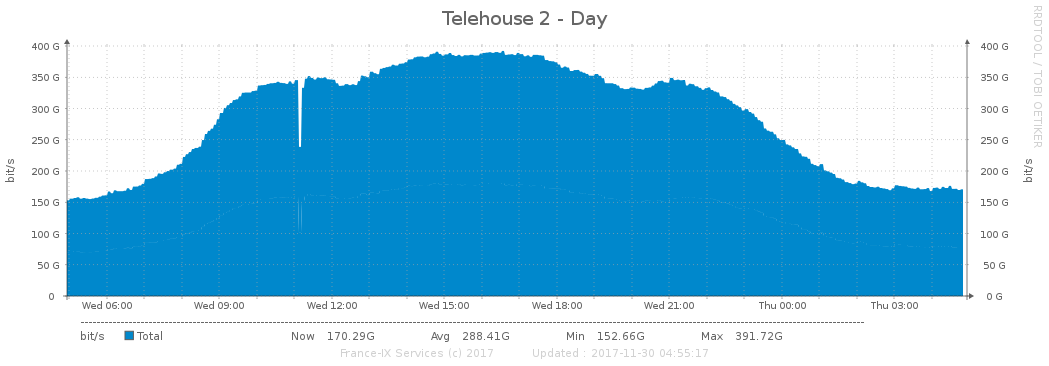 Telehouse 2 - Day
RRDTOOL / TOBI OETIKER
bit/s
400 G 400 G
350 G 350 G
300 G 300 G
250 G 250 G
200 G 200 G
150 G 150 G
100 G 100 G
50 G 50 G
0 0 G
bit/s
Wed 06:00 Wed 09:00 Wed 12:00 Wed 15:00 Wed 18:00 Wed 21:00 Thu 00:00 Thu 03:00
bit/s Total Now 170.29G Avg 288.41G Min 152.66G Max 391.72G
France-IX Services (c) 2017 Updated : 2017-11-30 04:55:17